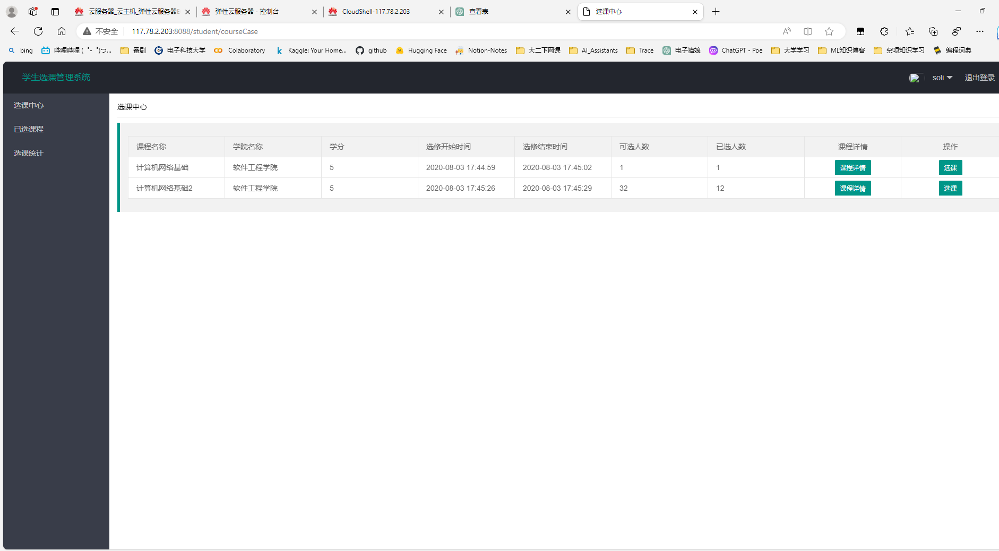 云服务器_云主机_弹性云服务器E
弹性云服务器 - 控制台
CloudShell-117.78.2.203
查看表
选课中心
不安全
117.78.2.203:8088/student/courseCase
bing
哔哩哔哩 (゜-゜)つ...
番剧
电子科技大学
Colaboratory
Kaggle: Your Home...
github
Hugging Face
Notion-Notes
大二下网课
AI_Assistants
Trace
电子猫娘
ChatGPT - Poe
大学学习
ML知识博客
杂项知识学习
编程词典
学生选课管理系统
soli
退出登录
选课中心
已选课程
选课统计
选课中心
课程名称 学院名称 学分 选修开始时间 选修结束时间 可选人数 已选人数 课程详情 操作
计算机网络基础 软件工程学院 5 2020-08-03 17:44:59 2020-08-03 17:45:02 1 1 课程详情 选课
计算机网络基础2 软件工程学院 5 2020-08-03 17:45:26 2020-08-03 17:45:29 32 12 课程详情 选课